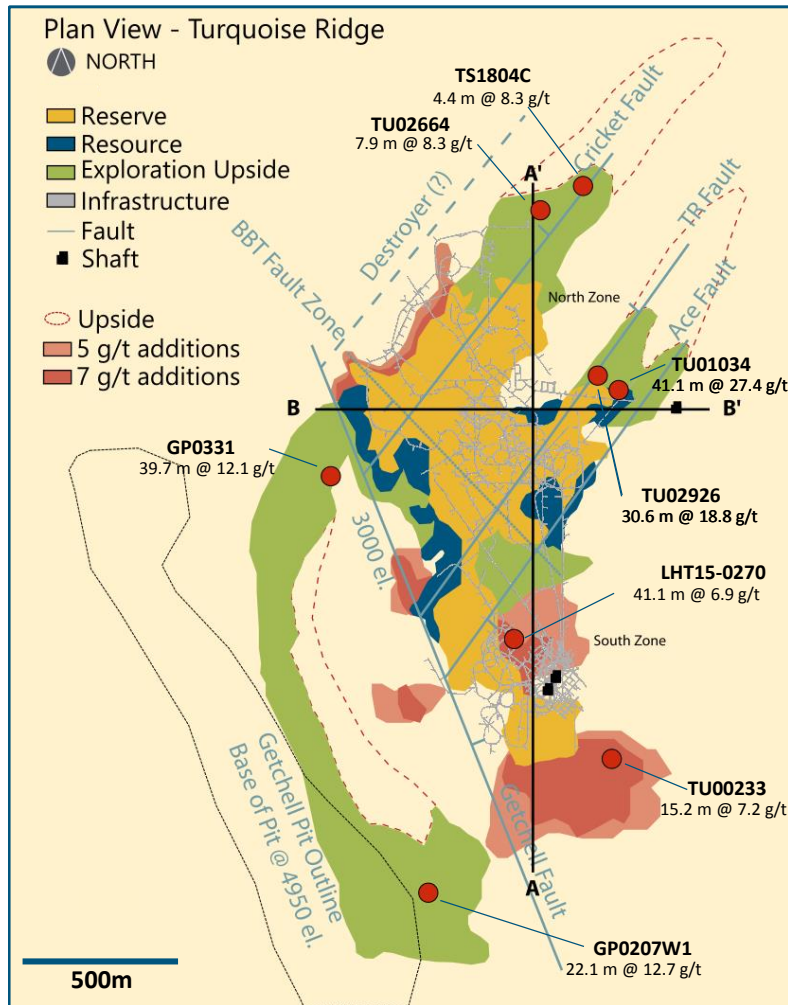 Plan View - Turquoise Ridge
NORTH
Reserve
Resource
Exploration Upside
Infrastructure
Fault
Shaft
Upside
5 g/t additions
7 g/t additions
TS1804C
4.4 m @ 8.3 g/t
TU02664
7.9 m @ 8.3 g/t
Cricket Fault
A'
Destroyer (?)
TR Fault
BBT Fault Zone
North Zone
Ace Fault
TU01034
41.1 m @ 27.4 g/t
B
B'
GP0331
39.7 m @ 12.1 g/t
TU02926
30.6 m @ 18.8 g/t
3000 el.
LHT15-0270
41.1 m @ 6.9 g/t
South Zone
Getchell Pit Outline
Base of Pit @ 4950 el.
TU00233
15.2 m @ 7.2 g/t
Getchell Fault
A
GP0207W1
22.1 m @ 12.7 g/t
500m